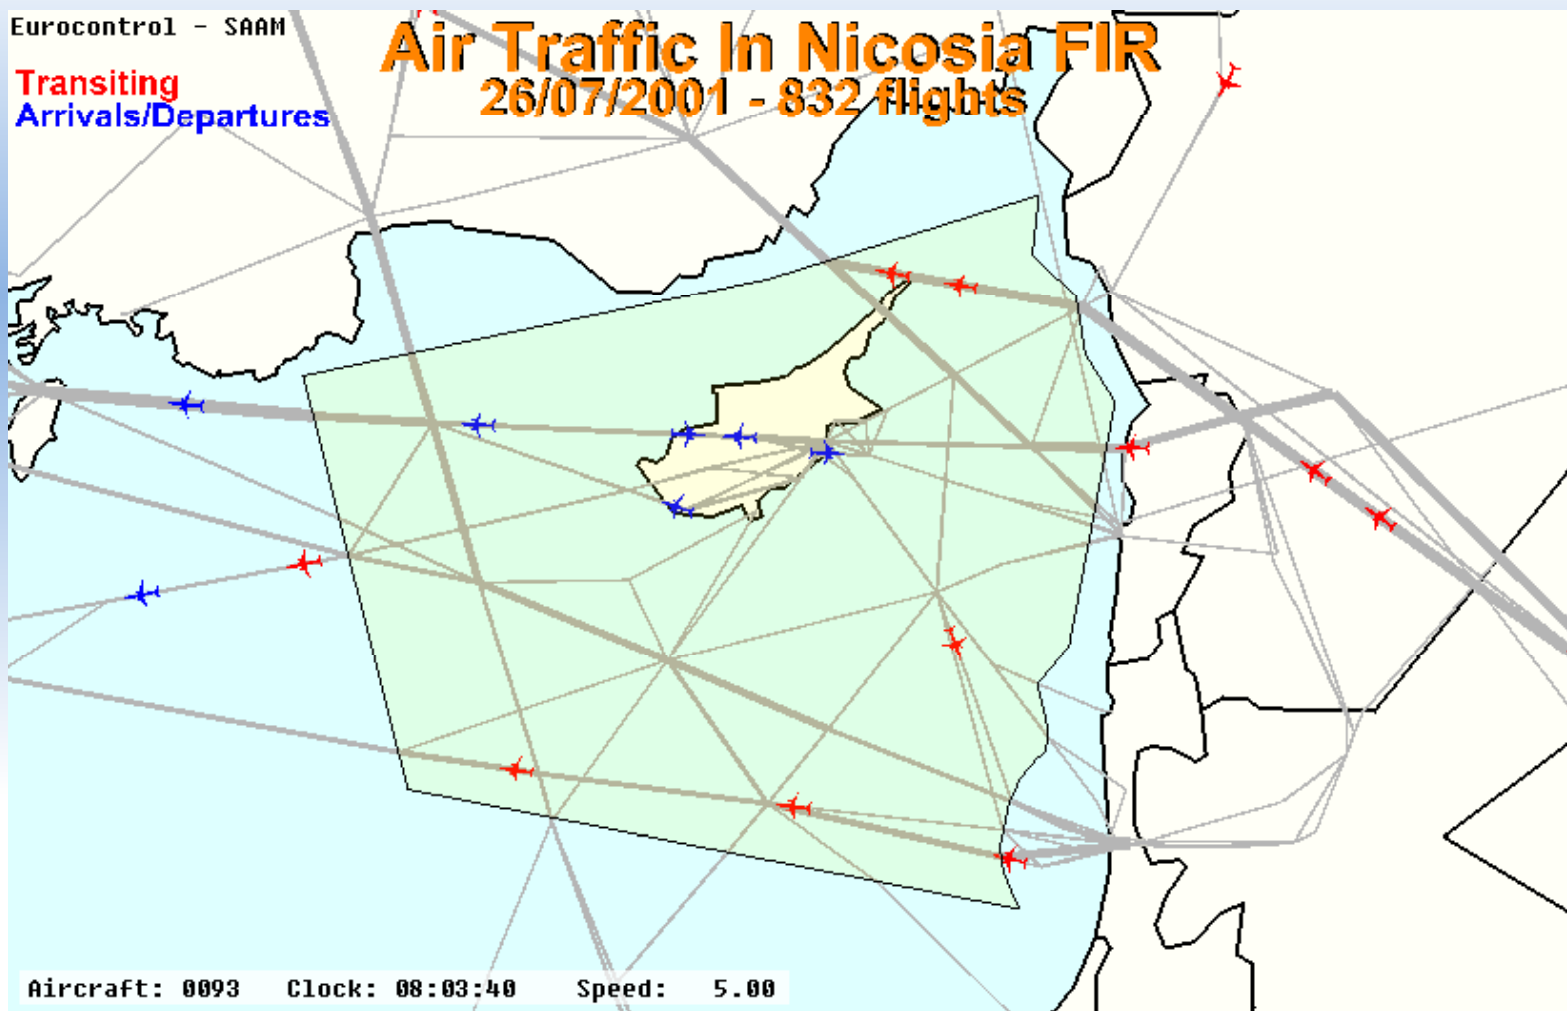 Eurocontrol - SAAM
Air Traffic In Nicosia FIR
26/07/2001 - 832 flights
Transiting
Arrivals/Departures
Aircraft: 0093 Clock: 08:03:40 Speed: 5.00